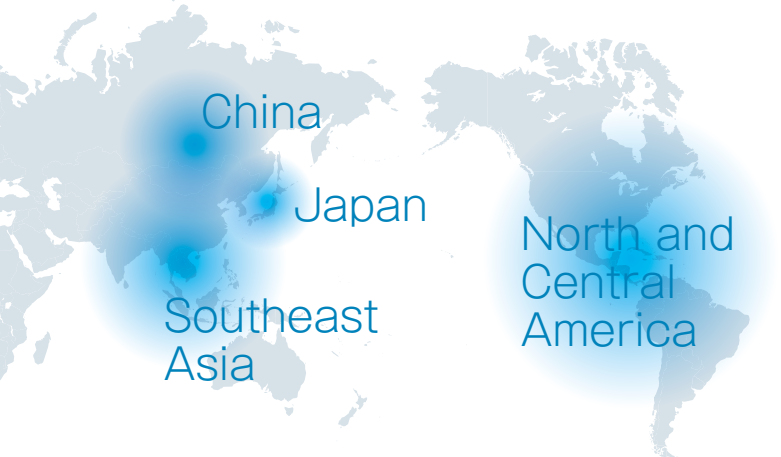 China
Japan
Southeast
Asia
North and
Central
America